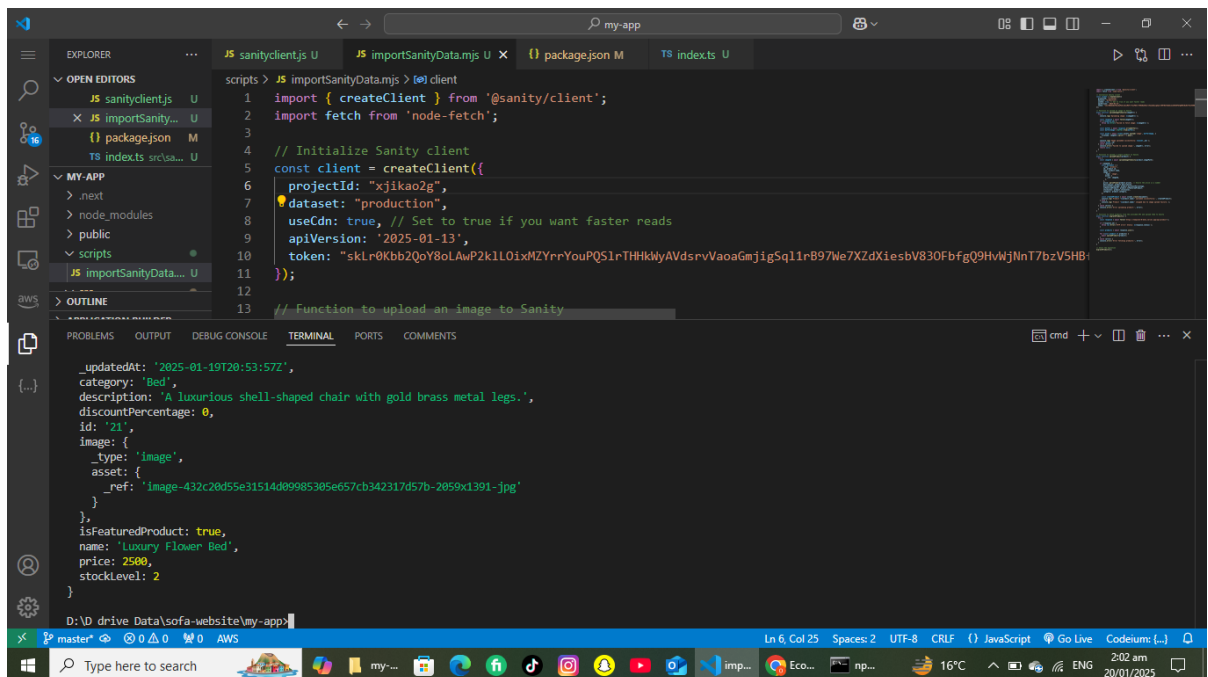 my-app
EXPLORER
JS sanityclient.js U
JS importSanityData.mjs U
{} package.json M
TS index.ts U
OPEN EDITORS
JS sanityclient.js U
JS importSanity... U
{} package.json M
TS index.ts src\sa... U
16
MY-APP
.next
node_modules
public
scripts
JS importSanityData.... U
OUTLINE
aws
scripts > JS importSanityData.mjs > client
1 import { createClient } from '@sanity/client';
2 import fetch from 'node-fetch';
3
4 // Initialize Sanity client
5 const client = createClient({
6 projectId: "xjikao2g",
7 dataset: "production",
8 useCdn: true, // Set to true if you want faster reads
9 apiVersion: '2025-01-13',
10 token:
11 });
12
13 // Function to upload an image to Sanity
PROBLEMS OUTPUT DEBUG CONSOLE TERMINAL PORTS COMMENTS
cmd
_updatedAt: '2025-01-19T20:53:57Z',
category: 'Bed',
description: 'A luxurious shell-shaped chair with gold brass metal legs.',
discountPercentage: 0,
id: '21',
image: {
_type: 'image',
asset: {
_ref: 'image-432c20d55e31514d09985305e657cb342317d57b-2059x1391-jpg'
}
},
isFeaturedProduct: true,
name: 'Luxury Flower Bed',
price: 2500,
stockLevel: 2
}
D:\D drive Data\sofa-website\my-app>
master* 0 0 0 AWS
Ln 6, Col 25 Spaces: 2 UTF-8 CRLF {} JavaScript Go Live Codeium: {...}
Type here to search
my-...
imp...
Eco...
np...
16°C
ENG
2:02 am
20/01/2025